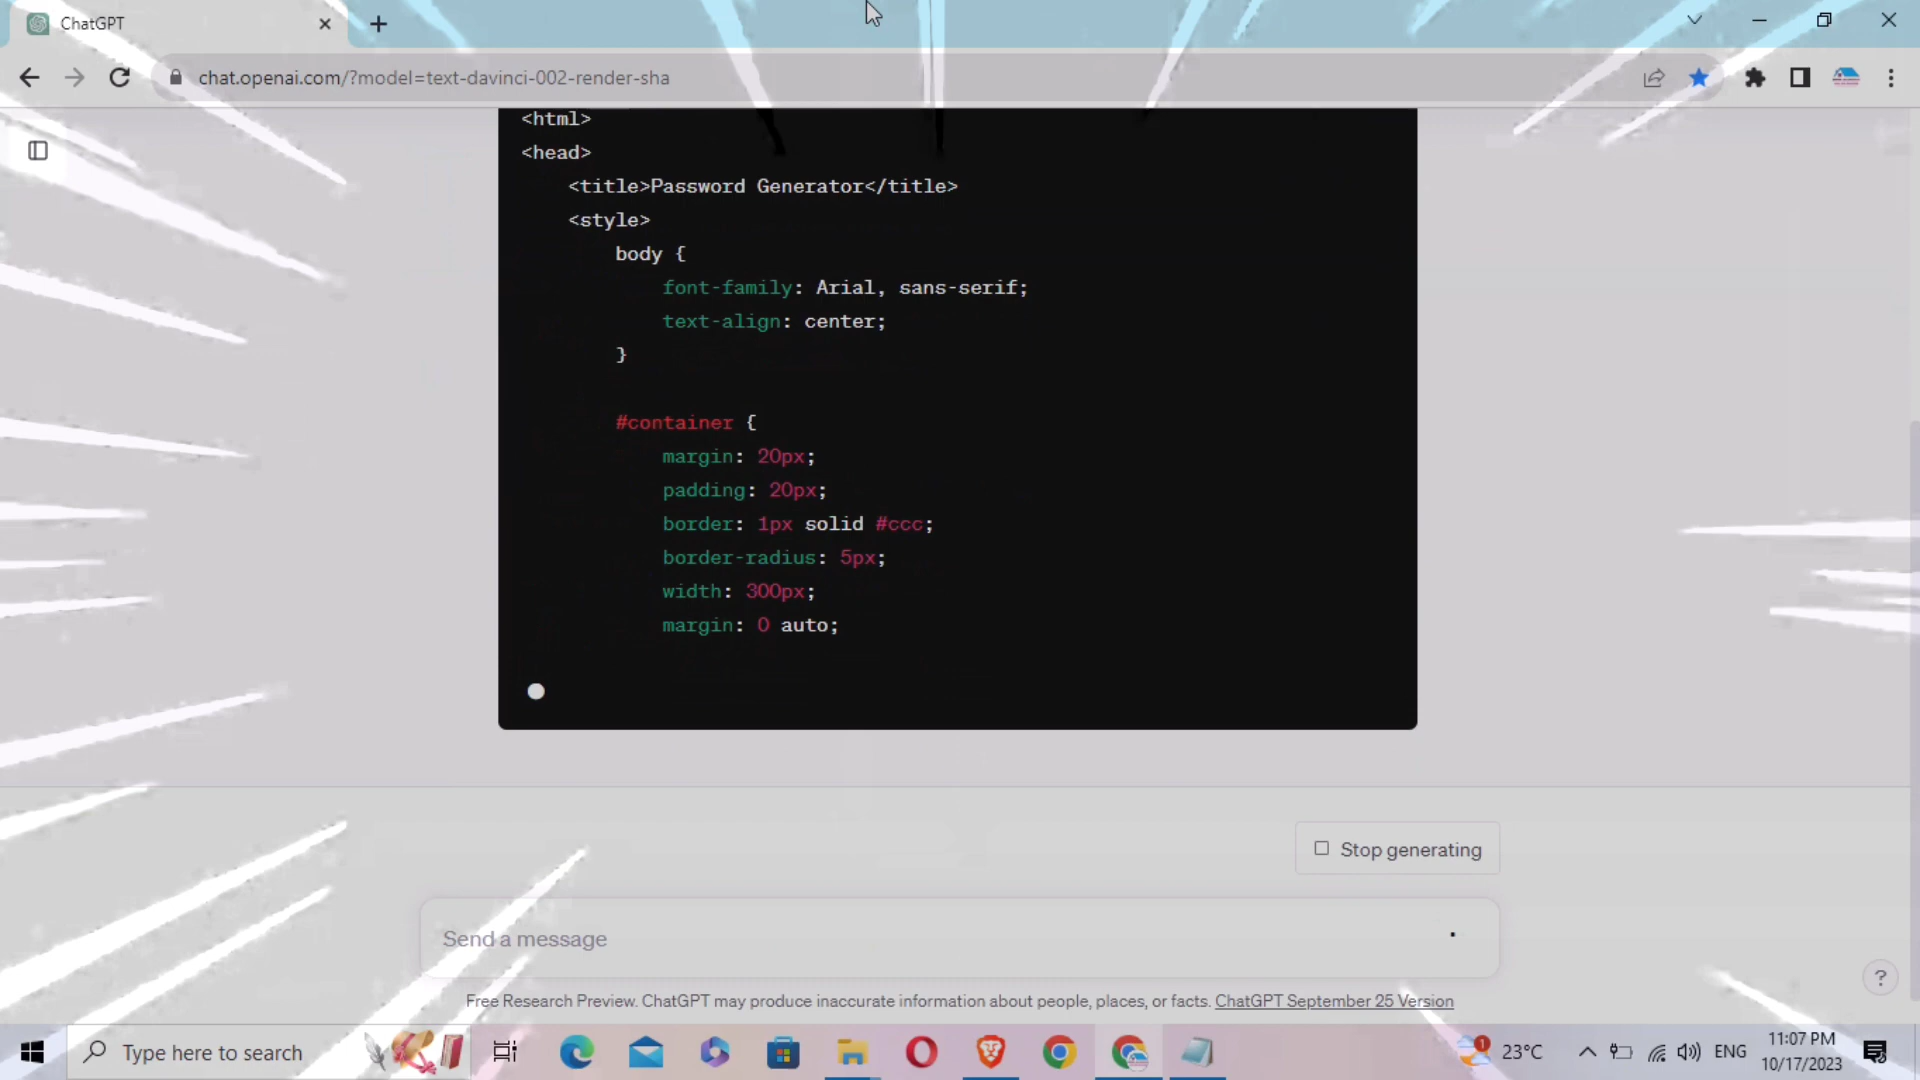 ChatGPT
chat.openai.com/?model=text-davinci-002-render-sha
<html>
<head>
<title>Password Generator</title>
<style>
body {
font-family: Arial, sans-serif;
text-align: center;
}
#container {
margin: 20px;
padding: 20px;
border: 1px solid #ccc;
border-radius: 5px;
width: 300px;
margin: 0 auto;
Stop generating
Send a message
?
Free Research Preview. ChatGPT may produce inaccurate information about people, places, or facts. ChatGPT September 25 Version
Type here to search
1
23°C
ENG
11:07 PM
10/17/2023